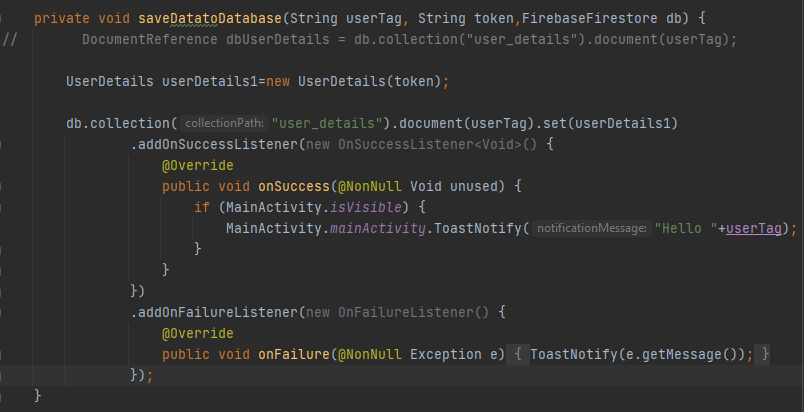 private void saveDatatoDatabase(String userTag, String token,FirebaseFirestore db) {
//        DocumentReference dbUserDetails = db.collection("user_details").document(userTag);
UserDetails userDetails1=new UserDetails(token);
db.collection( collectionPath: "user_details").document(userTag).set(userDetails1)
.addOnSuccessListener(new OnSuccessListener<Void>() {
@Override
public void onSuccess(@NonNull Void unused) {
if (MainActivity.isVisible) {
MainActivity.mainActivity.ToastNotify( notificationMessage: "Hello "+userTag);
}
}
})
.addOnFailureListener(new OnFailureListener() {
@Override
public void onFailure(@NonNull Exception e) { ToastNotify(e.getMessage()); }
});
}